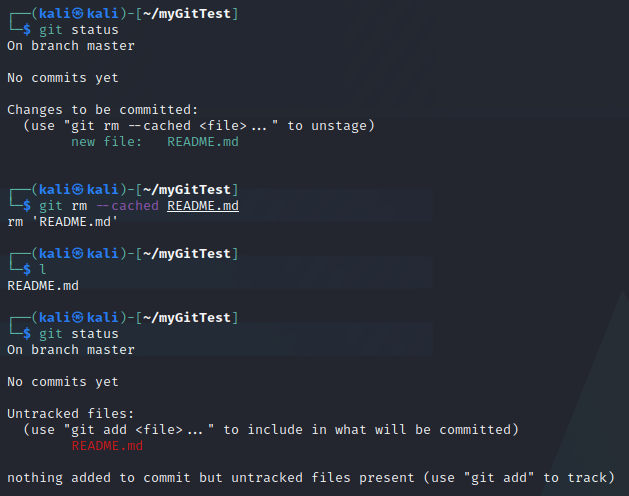 ┌──(kali㉿kali)-[~/myGitTest]
└─$ git status
On branch master

No commits yet

Changes to be committed:
  (use "git rm --cached <file>..." to unstage)
        new file:   README.md

┌──(kali㉿kali)-[~/myGitTest]
└─$ git rm --cached README.md
rm 'README.md'

┌──(kali㉿kali)-[~/myGitTest]
└─$ l
README.md

┌──(kali㉿kali)-[~/myGitTest]
└─$ git status
On branch master

No commits yet

Untracked files:
  (use "git add <file>..." to include in what will be committed)
        README.md

nothing added to commit but untracked files present (use "git add" to track)